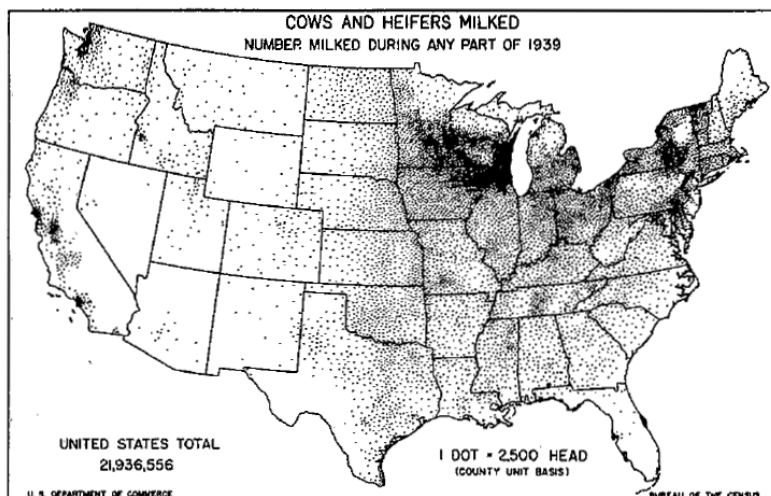 COWS AND HEIFERS MILKED
NUMBER MILKED DURING ANY PART OF 1939
UNITED STATES TOTAL
21,936,556
1 DOT = 2,500 HEAD
(COUNTY UNIT BASIS)
U. S. DEPARTMENT OF COMMERCE
BUREAU OF THE CENSUS